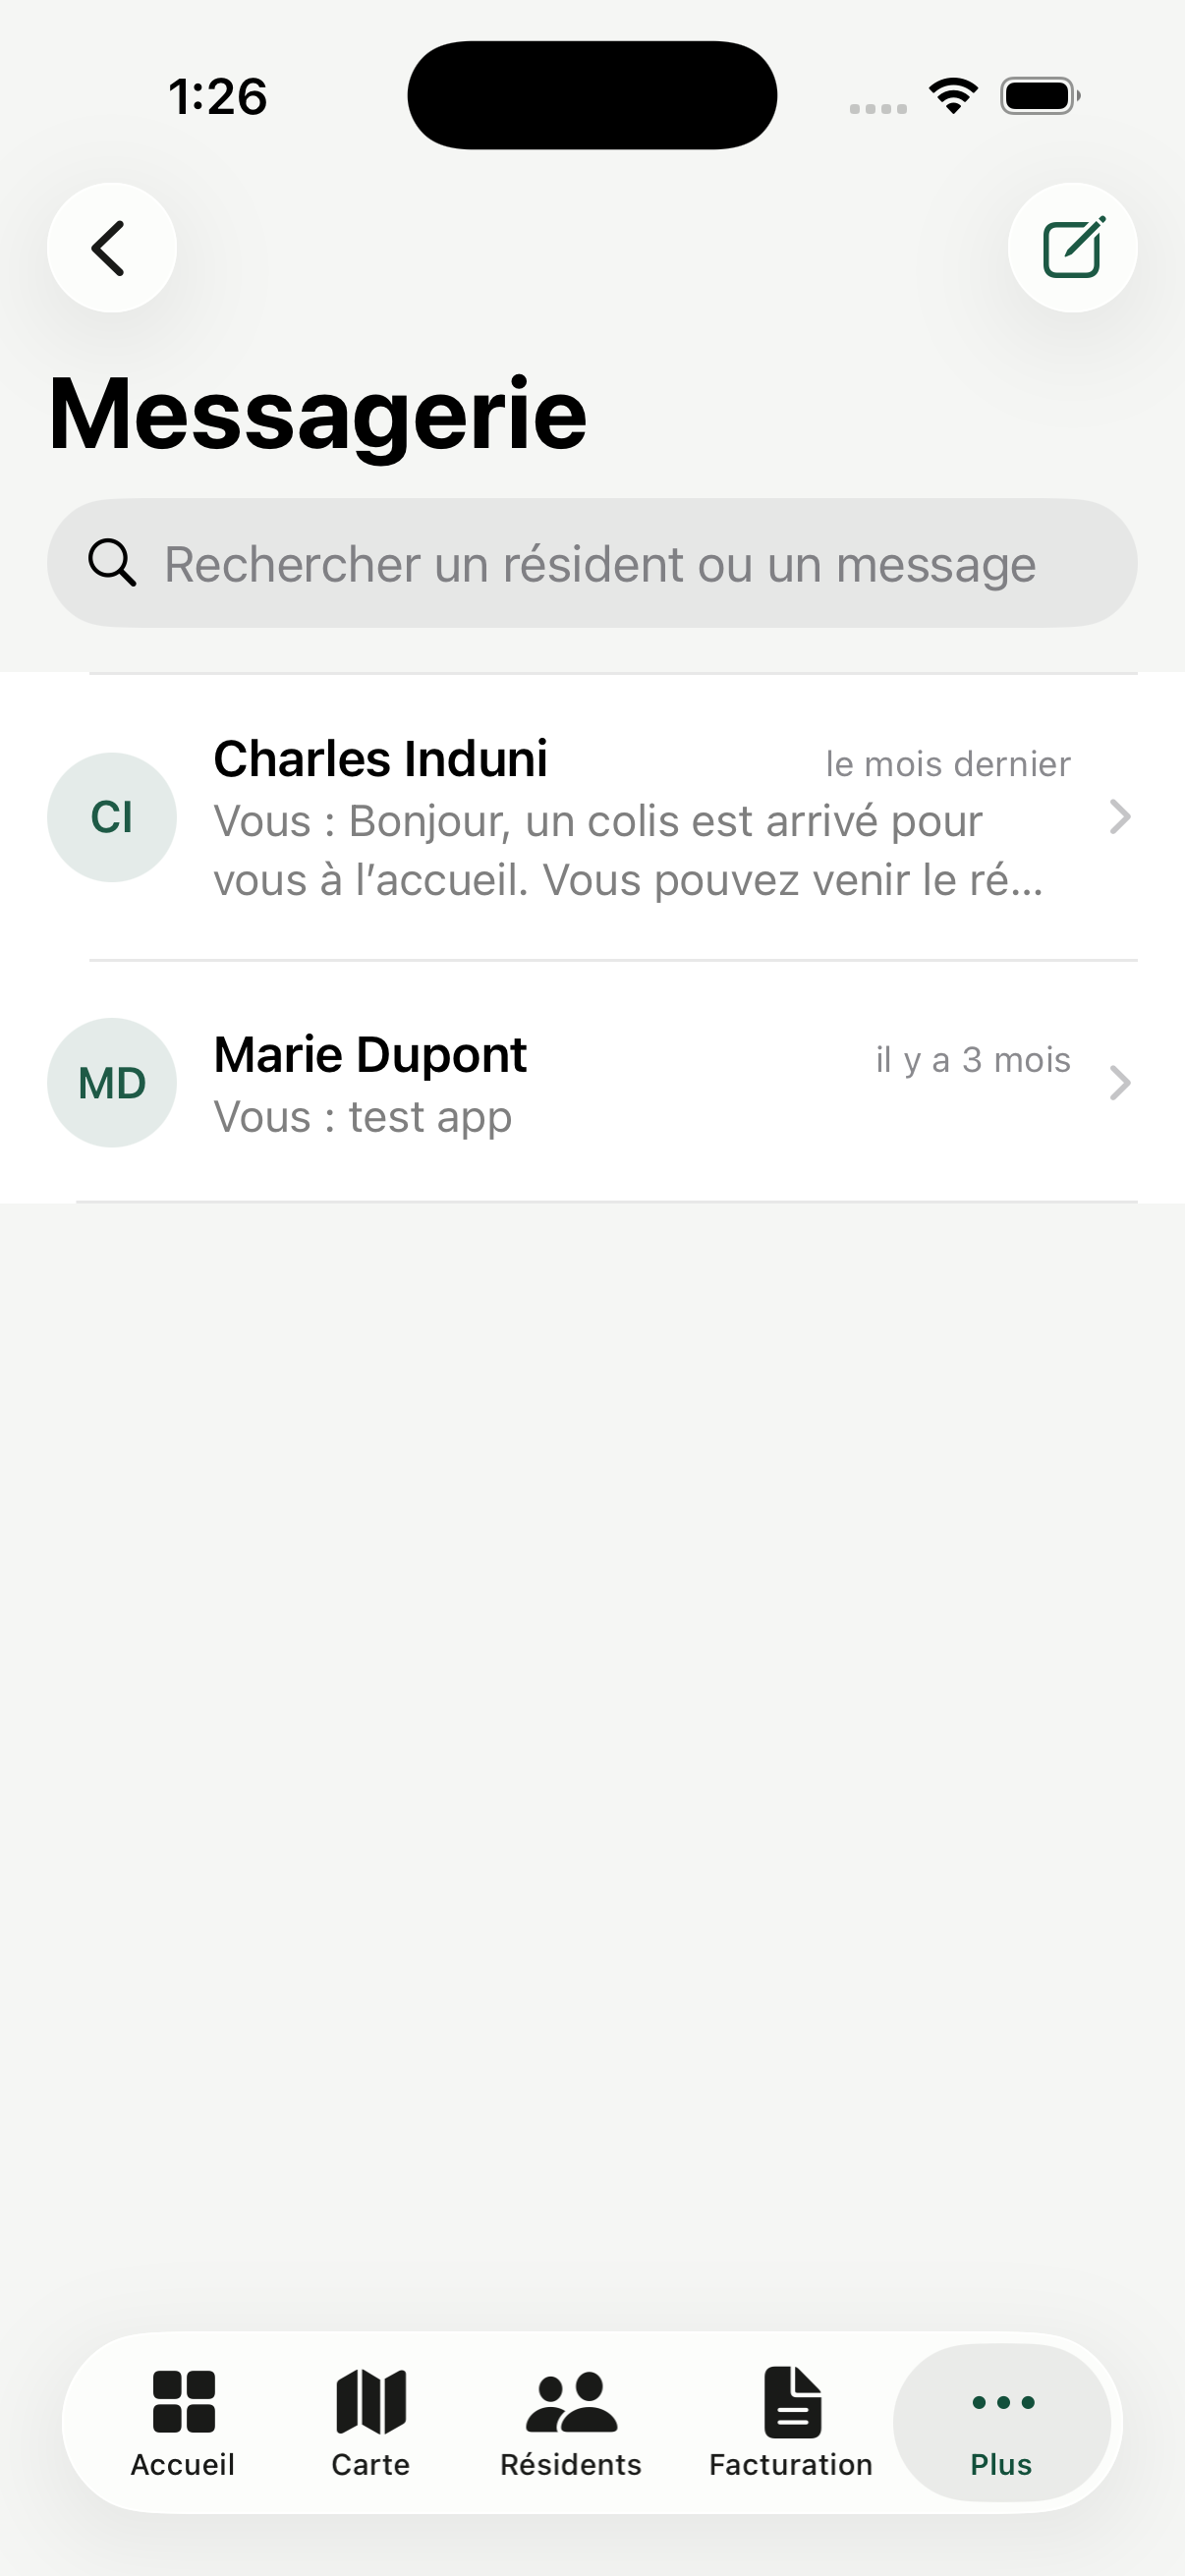 1:26
Messagerie
Rechercher un résident ou un message
CI
Charles Induni
le mois dernier
Vous : Bonjour, un colis est arrivé pour
vous à l’accueil. Vous pouvez venir le ré...
MD
Marie Dupont
il y a 3 mois
Vous : test app
Accueil
Carte
Résidents
Facturation
Plus